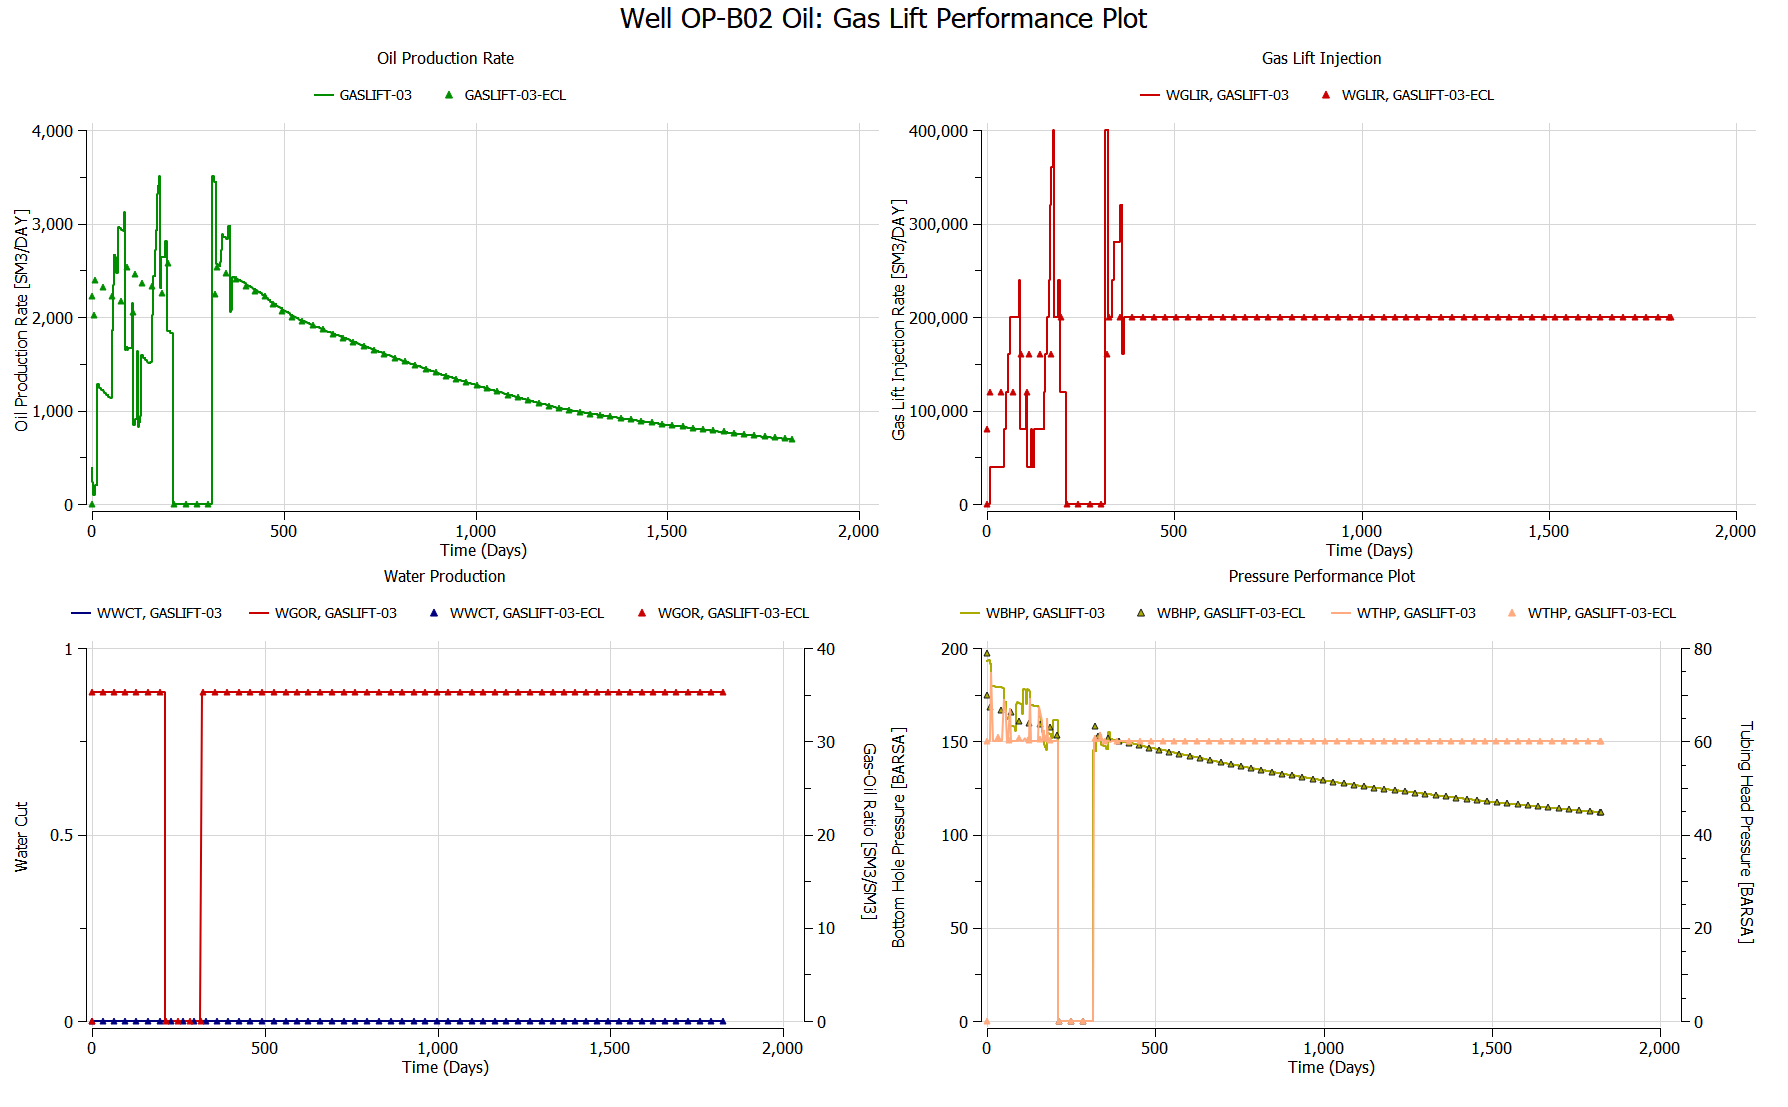 Well OP-B02 Oil: Gas Lift Performance Plot
Oil Production Rate
GASLIFT-03 GASLIFT-03-ECL
4,000
3,000
2,000
1,000
0
Oil Production Rate [SM3/DAY]
0 500 1,000 1,500 2,000
Time (Days)
Gas Lift Injection
WGLIR, GASLIFT-03 WGLIR, GASLIFT-03-ECL
400,000
300,000
200,000
100,000
0
Gas Lift Injection Rate [SM3/DAY]
0 500 1,000 1,500 2,000
Time (Days)
Water Production
WWCT, GASLIFT-03 WGOR, GASLIFT-03 WWCT, GASLIFT-03-ECL WGOR, GASLIFT-03-ECL
1
0.5
0
Water Cut
40
30
20
10
0
Gas-Oil Ratio [SM3/SM3]
0 500 1,000 1,500 2,000
Time (Days)
Pressure Performance Plot
WBHP, GASLIFT-03 WBHP, GASLIFT-03-ECL WTHP, GASLIFT-03 WTHP, GASLIFT-03-ECL
200
150
100
50
0
Bottom Hole Pressure [BARSA]
80
60
40
20
0
Tubing Head Pressure [BARSA]
0 500 1,000 1,500 2,000
Time (Days)